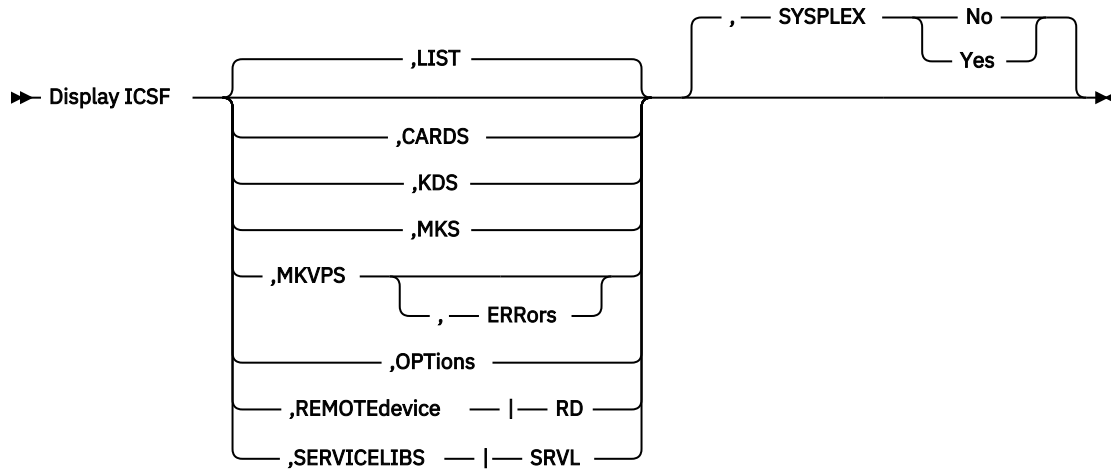 , SYSPLEX No
Yes
,LIST
Display ICSF
,CARDS
,KDS
,MKS
,MKVPS
, ERRors
,OPTions
,REMOTEdevice | RD
,SERVICELIBS | SRVL